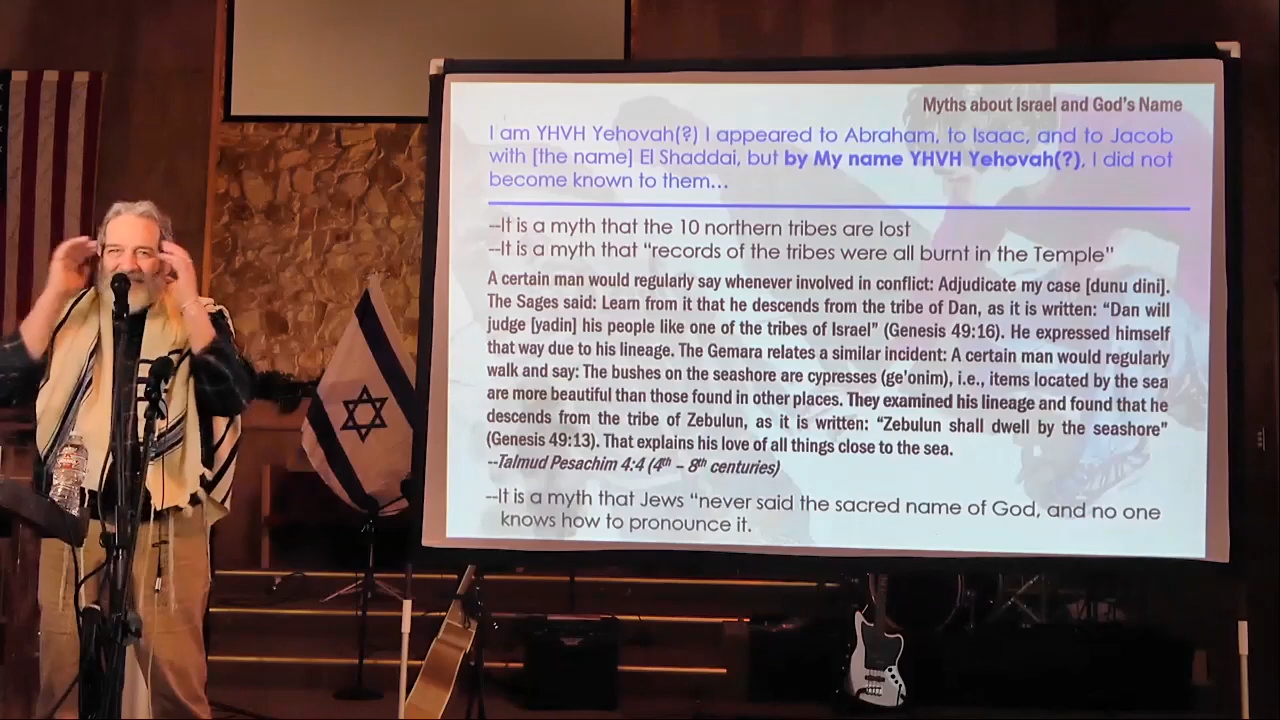 Myths about Israel and God's Name
I am YHVH Yehovah(?) I appeared to Abraham, to Isaac, and to Jacob
with [the name] El Shaddai, but by My name YHVH Yehovah(?), I did not
become known to them…
--It is a myth that the 10 northern tribes are lost
--It is a myth that "records of the tribes were all burnt in the Temple"
A certain man would regularly say whenever involved in conflict: Adjudicate my case [dunu dini].
The Sages said: Learn from it that he descends from the tribe of Dan, as it is written: "Dan will
judge [yadin] his people like one of the tribes of Israel" (Genesis 49:16). He expressed himself
that way due to his lineage. The Gemara relates a similar incident: A certain man would regularly
walk and say: The bushes on the seashore are cypresses (ge'onim), i.e., items located by the sea
are more beautiful than those found in other places. They examined his lineage and found that he
descends from the tribe of Zebulun, as it is written: "Zebulun shall dwell by the seashore"
(Genesis 49:13). That explains his love of all things close to the sea.
--Talmud Pesachim 4:4 (4th – 8th centuries)
--It is a myth that Jews "never said the sacred name of God, and no one
knows how to pronounce it.